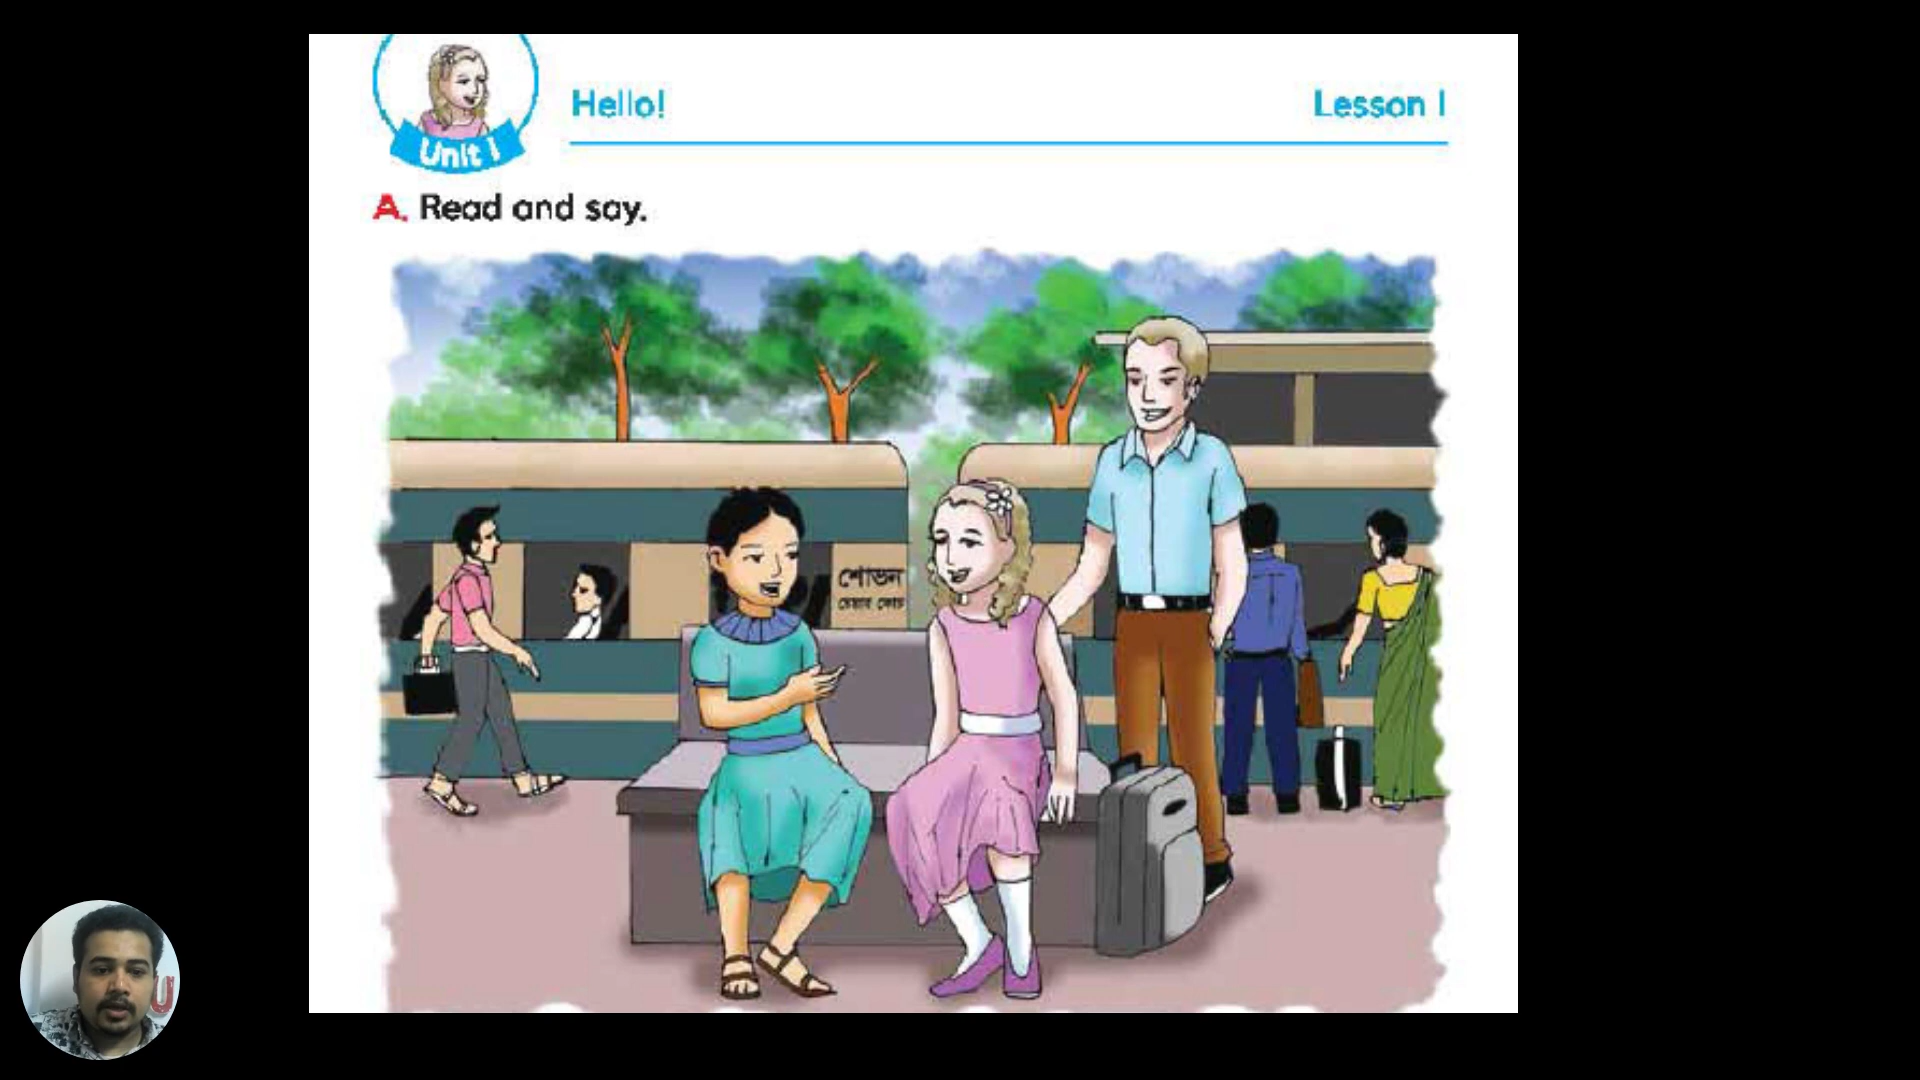 Hello!
Lesson 1
Unit 1
A. Read and say.
শোভন
চেয়ার কোচ